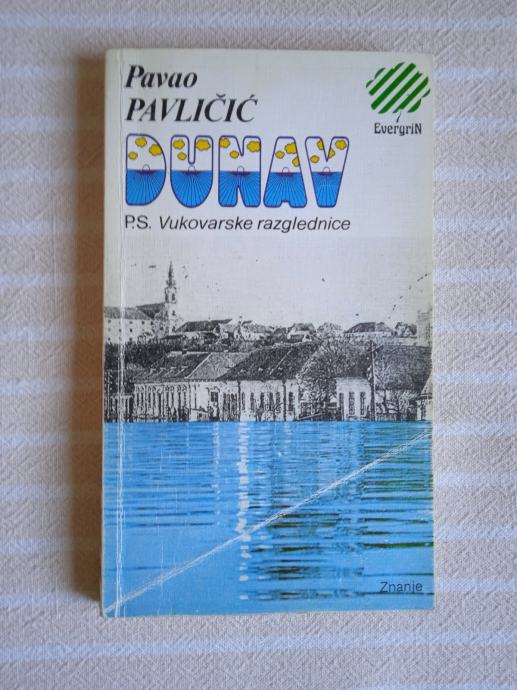 Pavao
PAVLIČIĆ
EvergriN
DUNAV
P.S. Vukovarske razglednice
Znanje